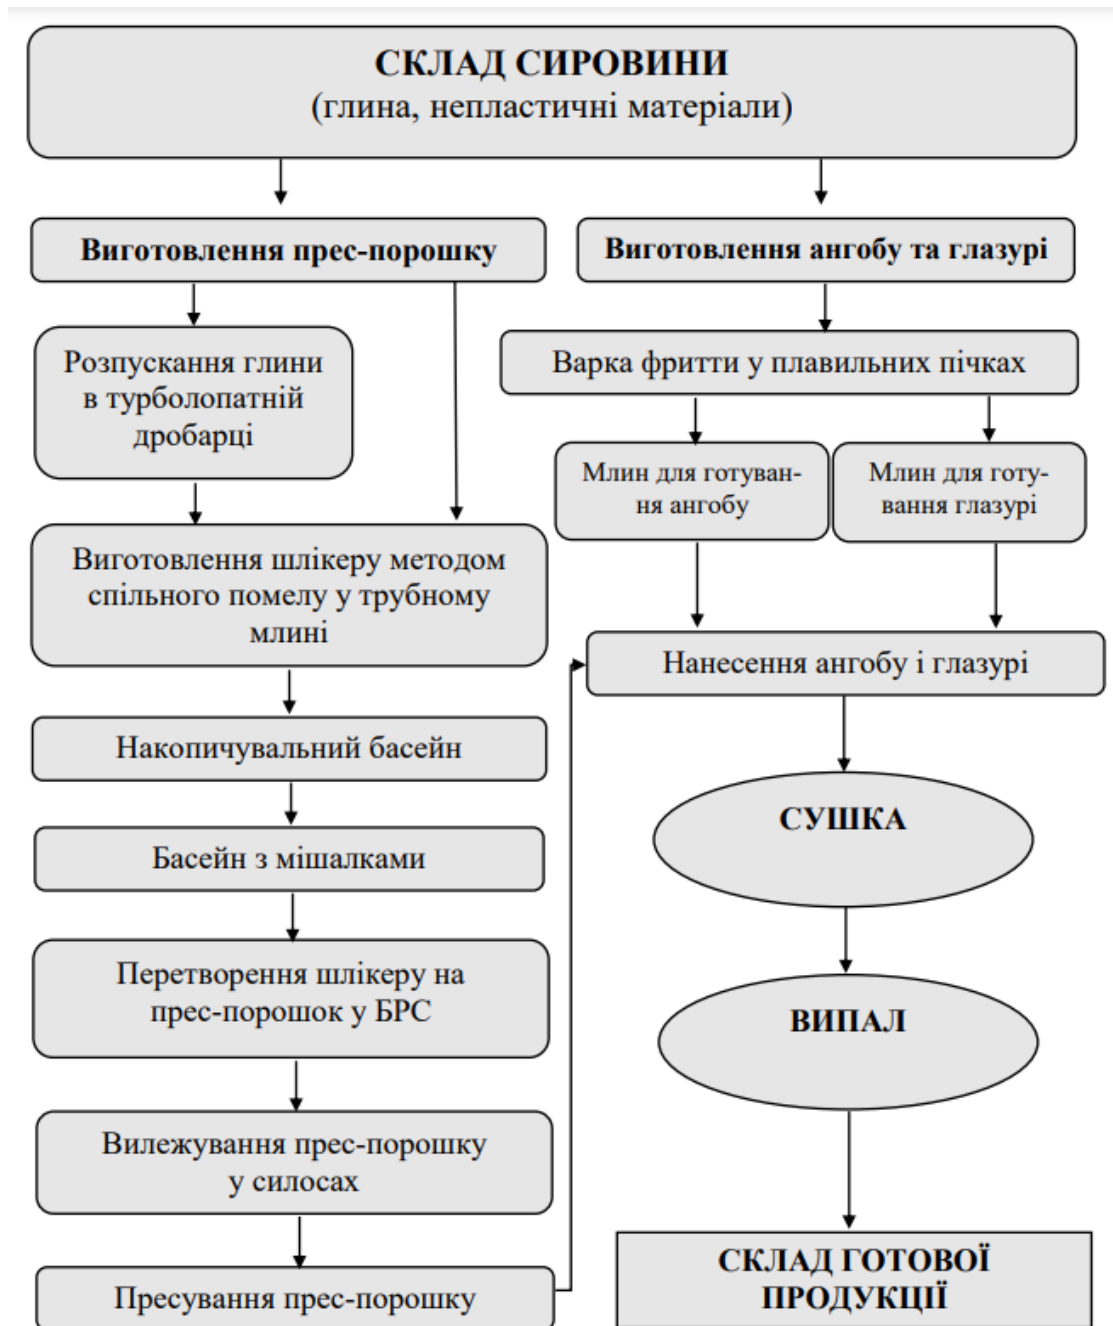 СКЛАД СИРОВИНИ
(глина, непластичні матеріали)
Виготовлення прес-порошку
Виготовлення ангобу та глазурі
Розпускання глини
в турболопатній
дробарці
Варка фритти у плавильних пічках
Млин для готуван-
ня ангобу
Млин для готу-
вання глазурі
Виготовлення шлікеру методом
спільного помелу у трубному
млині
Нанесення ангобу і глазурі
Накопичувальний басейн
Басейн з мішалками
СУШКА
Перетворення шлікеру на
прес-порошок у БРС
ВИПАЛ
Вилежування прес-порошку
у силосах
Пресування прес-порошку
СКЛАД ГОТОВОЇ
ПРОДУКЦІЇ